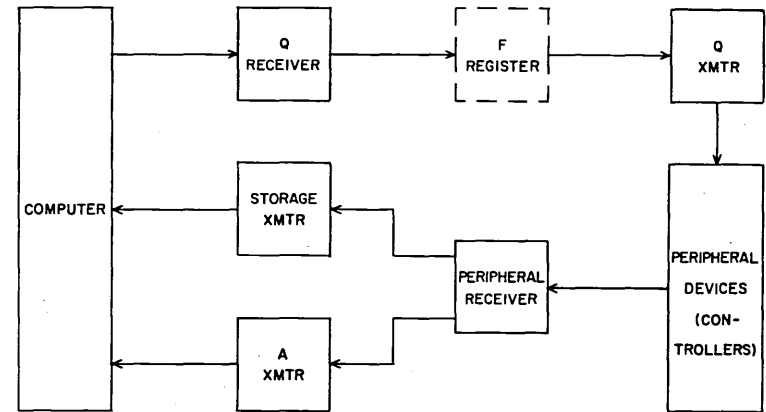 Q
RECEIVER
F
REGISTER
Q
XMTR
COMPUTER
STORAGE
XMTR
PERIPHERAL
RECEIVER
PERIPHERAL
DEVICES
(CON-
TROLLERS)
A
XMTR